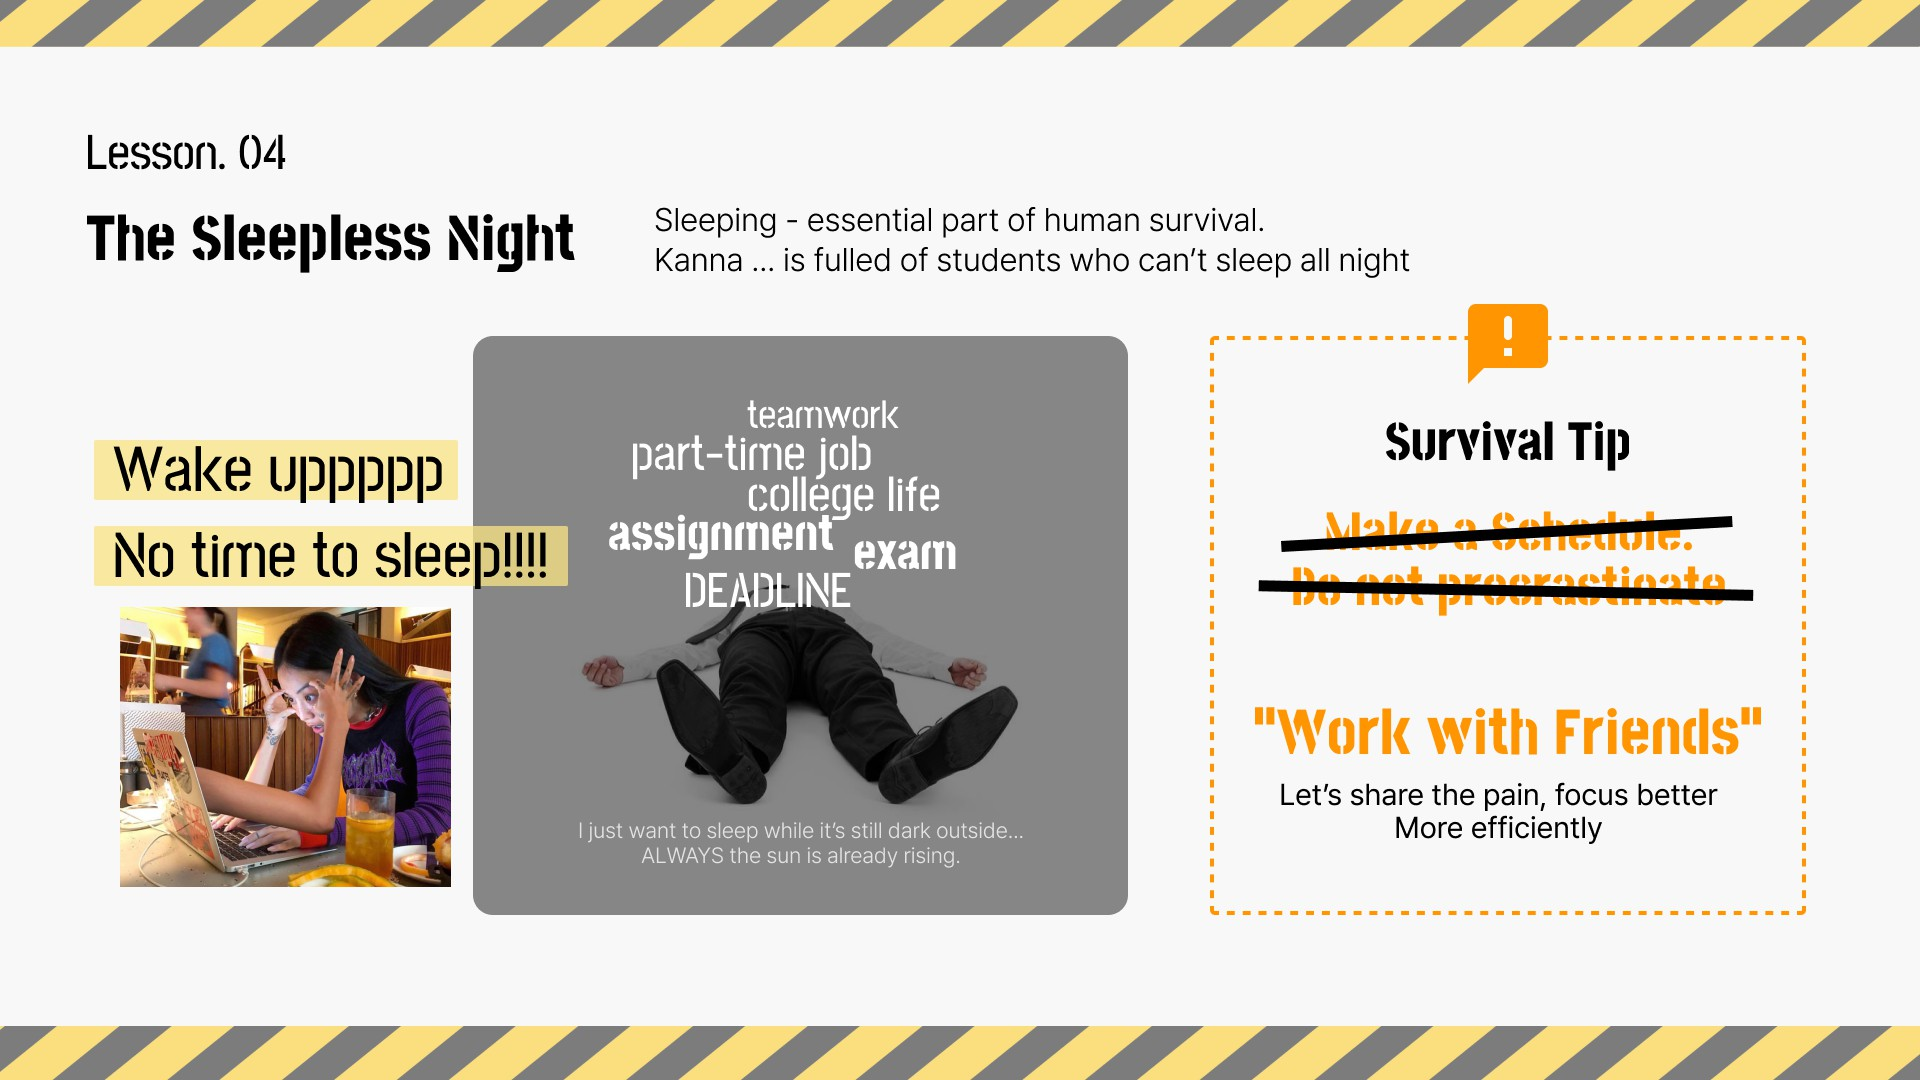 Lesson. 04
The Sleepless Night
Sleeping - essential part of human survival.
Kanna ... is fulled of students who can't sleep all night
Wake uppppp
No time to sleep!!!!
teamwork
part-time job
college life
assignment
exam
DEADLINE
I just want to sleep while it's still dark outside...
ALWAYS the sun is already rising.
!
Survival Tip
Make a Schedule.
Do not procrastinate
"Work with Friends"
Let's share the pain, focus better
More efficiently